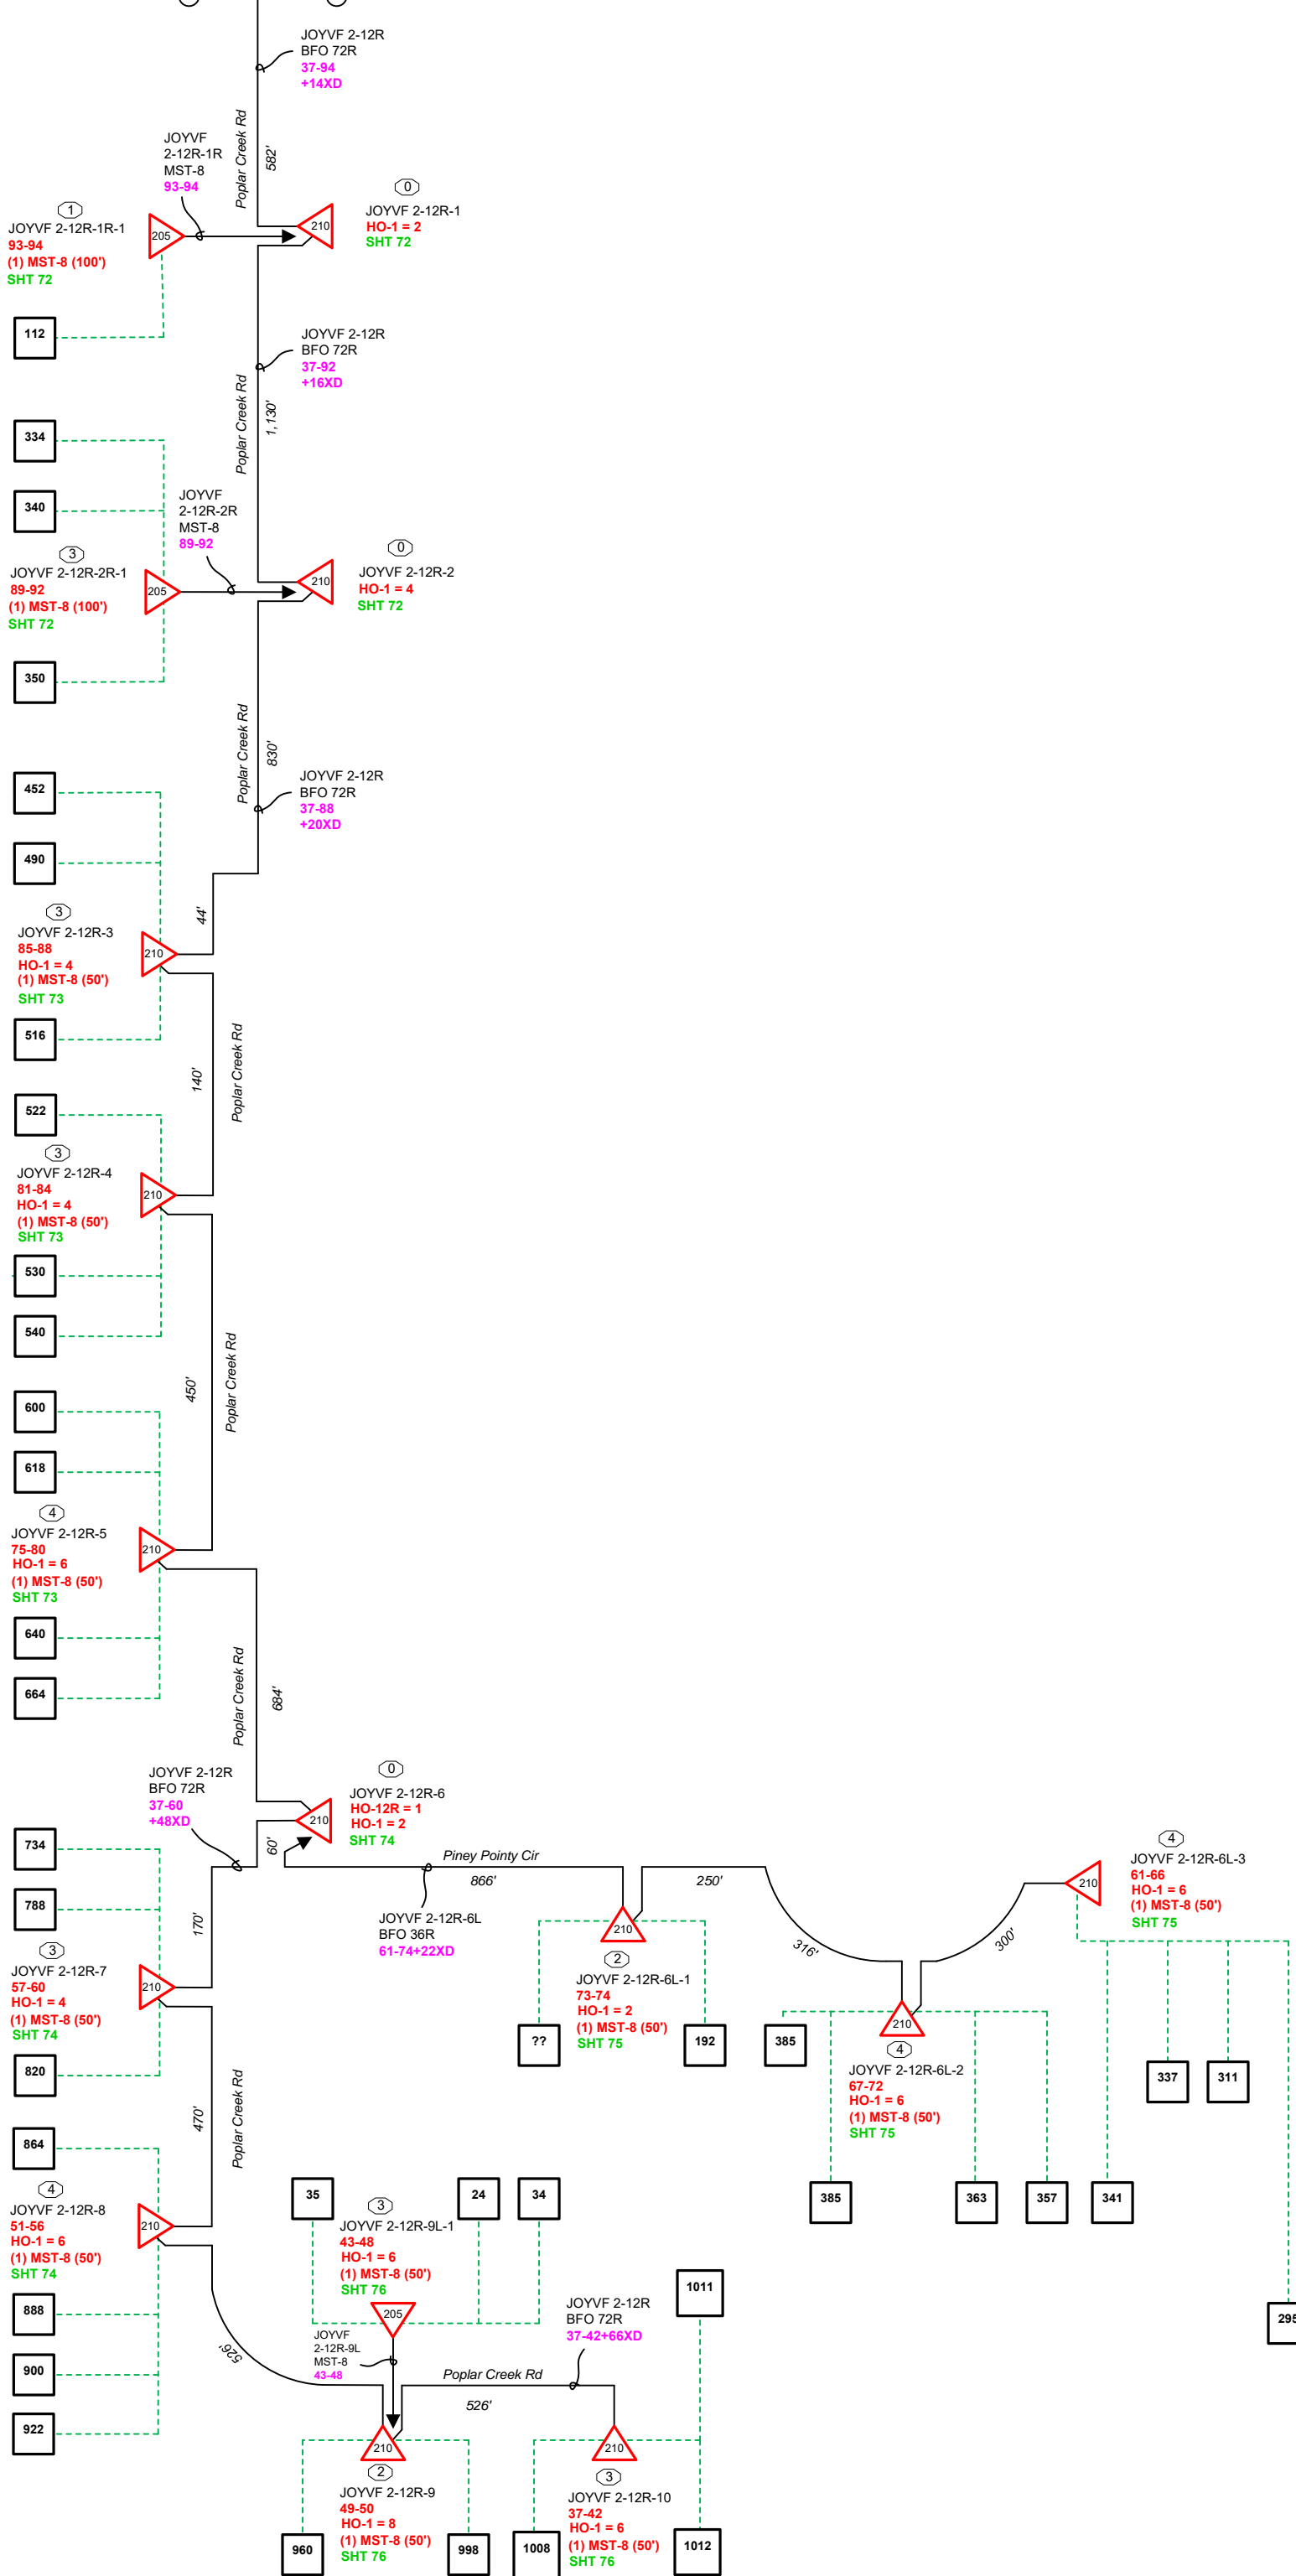 JOYVF 2-12R
BFO 72R
37-94
+14XD
Poplar Creek Rd
582'
JOYVF
2-12R-1R
MST-8
93-94
1
JOYVF 2-12R-1R-1
93-94
(1) MST-8 (100')
SHT 72
205
210
0
JOYVF 2-12R-1
HO-1 = 2
SHT 72
112
JOYVF 2-12R
BFO 72R
37-92
+16XD
Poplar Creek Rd
1,130'
334
340
JOYVF
2-12R-2R
MST-8
89-92
3
JOYVF 2-12R-2R-1
89-92
(1) MST-8 (100')
SHT 72
205
210
0
JOYVF 2-12R-2
HO-1 = 4
SHT 72
350
Poplar Creek Rd
830'
JOYVF 2-12R
BFO 72R
37-88
+20XD
452
490
44'
3
JOYVF 2-12R-3
85-88
HO-1 = 4
(1) MST-8 (50')
SHT 73
210
516
140'
Poplar Creek Rd
522
3
JOYVF 2-12R-4
81-84
HO-1 = 4
(1) MST-8 (50')
SHT 73
210
530
540
450'
Poplar Creek Rd
600
618
4
JOYVF 2-12R-5
75-80
HO-1 = 6
(1) MST-8 (50')
SHT 73
210
640
664
Poplar Creek Rd
684'
JOYVF 2-12R
BFO 72R
37-60
+48XD
0
JOYVF 2-12R-6
HO-12R = 1
HO-1 = 2
SHT 74
210
60'
734
788
170'
3
JOYVF 2-12R-7
57-60
HO-1 = 4
(1) MST-8 (50')
SHT 74
210
820
Piney Pointy Cir
866'
JOYVF 2-12R-6L
BFO 36R
61-74+22XD
210
2
JOYVF 2-12R-6L-1
73-74
HO-1 = 2
(1) MST-8 (50')
SHT 75
??
192
250'
316'
300'
385
210
4
JOYVF 2-12R-6L-2
67-72
HO-1 = 6
(1) MST-8 (50')
SHT 75
385
363
357
210
4
JOYVF 2-12R-6L-3
61-66
HO-1 = 6
(1) MST-8 (50')
SHT 75
337
311
341
295
470'
Poplar Creek Rd
864
4
JOYVF 2-12R-8
51-56
HO-1 = 6
(1) MST-8 (50')
SHT 74
210
888
900
922
526'
35
24
34
3
JOYVF 2-12R-9L-1
43-48
HO-1 = 6
(1) MST-8 (50')
SHT 76
205
JOYVF
2-12R-9L
MST-8
43-48
JOYVF 2-12R
BFO 72R
37-42+66XD
1011
Poplar Creek Rd
526'
210
2
JOYVF 2-12R-9
49-50
HO-1 = 8
(1) MST-8 (50')
SHT 76
960
998
210
3
JOYVF 2-12R-10
37-42
HO-1 = 6
(1) MST-8 (50')
SHT 76
1008
1012